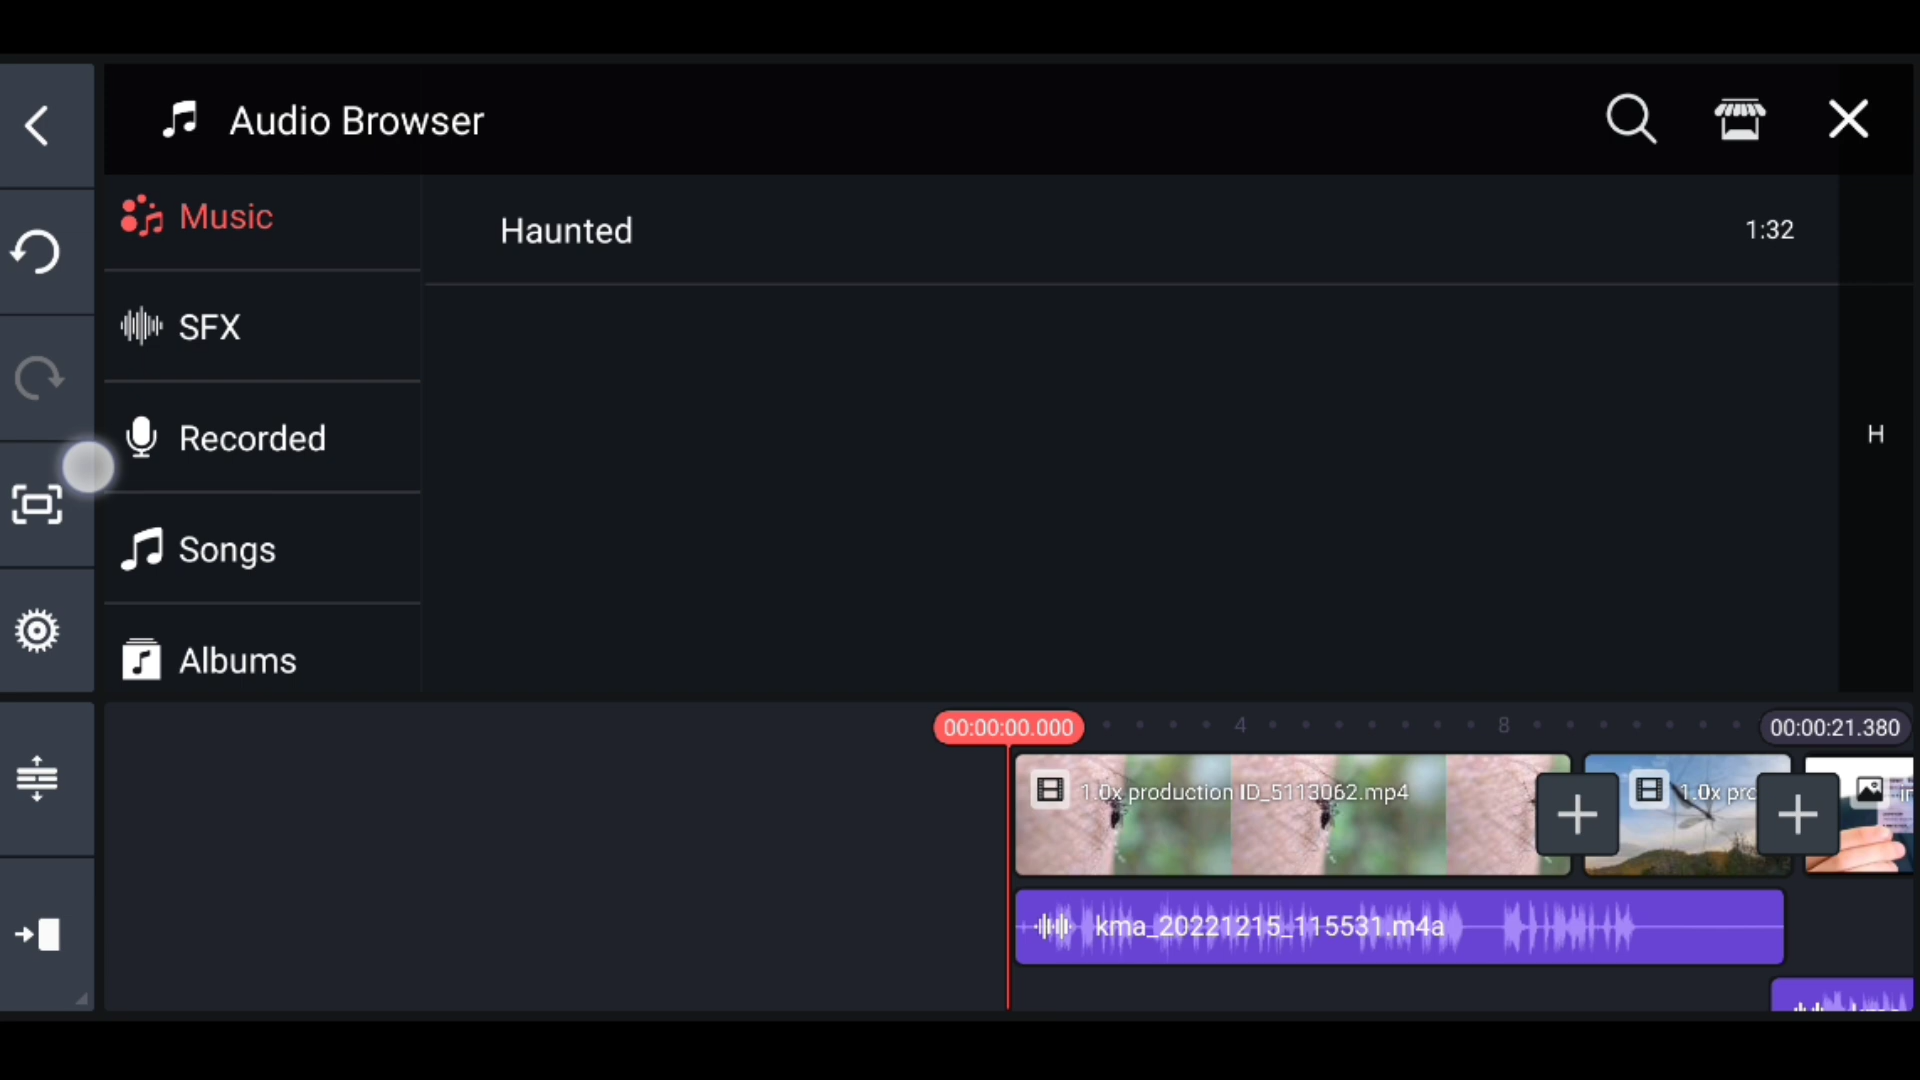 Audio Browser
Music
Haunted
1:32
SFX
Recorded
H
Songs
Albums
00:00:00.000
4
8
00:00:21.380
1.0x production ID_5113062.mp4
1.0x pro
kma_20221215_115531.m4a